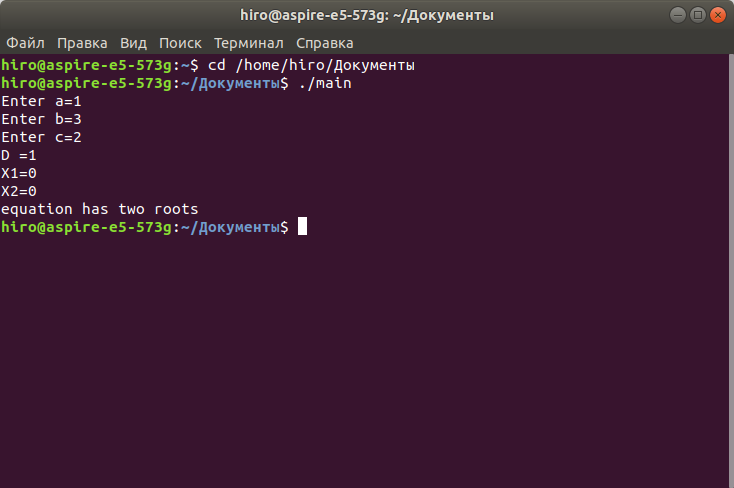 hiro@aspire-e5-573g: ~/Документы
Файл Правка Вид Поиск Терминал Справка
hiro@aspire-e5-573g:~$ cd /home/hiro/Документы
hiro@aspire-e5-573g:~/Документы$ ./main
Enter a=1
Enter b=3
Enter c=2
D =1
X1=0
X2=0
equation has two roots
hiro@aspire-e5-573g:~/Документы$